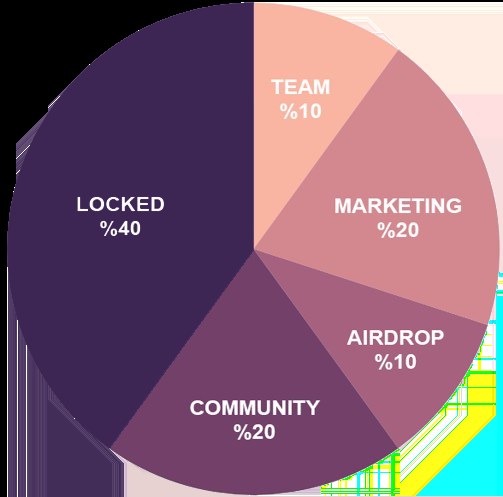 TEAM
%10
MARKETING
%20
LOCKED
%40
AIRDROP
%10
COMMUNITY
%20